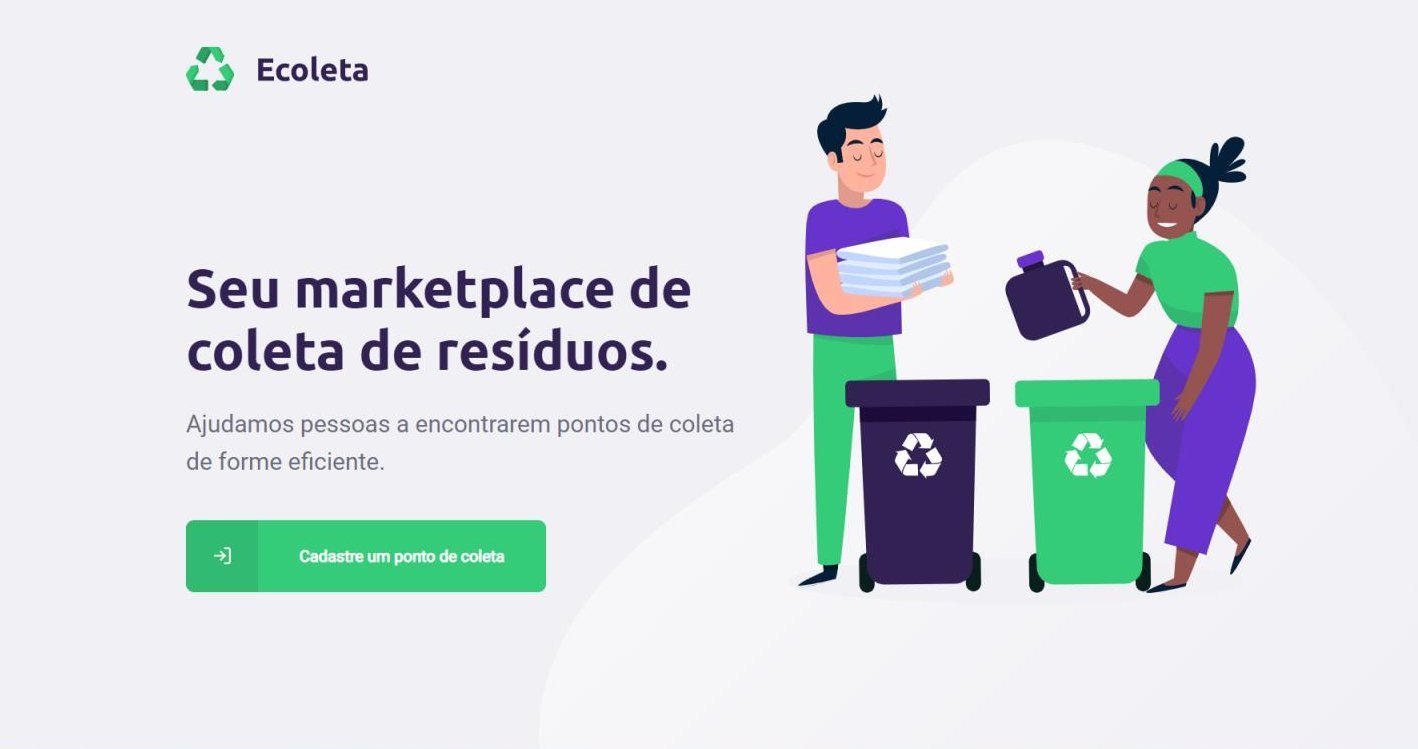 Ecoleta
Seu marketplace de
coleta de resíduos.
Ajudamos pessoas a encontrarem pontos de coleta
de forme eficiente.
Cadastre um ponto de coleta